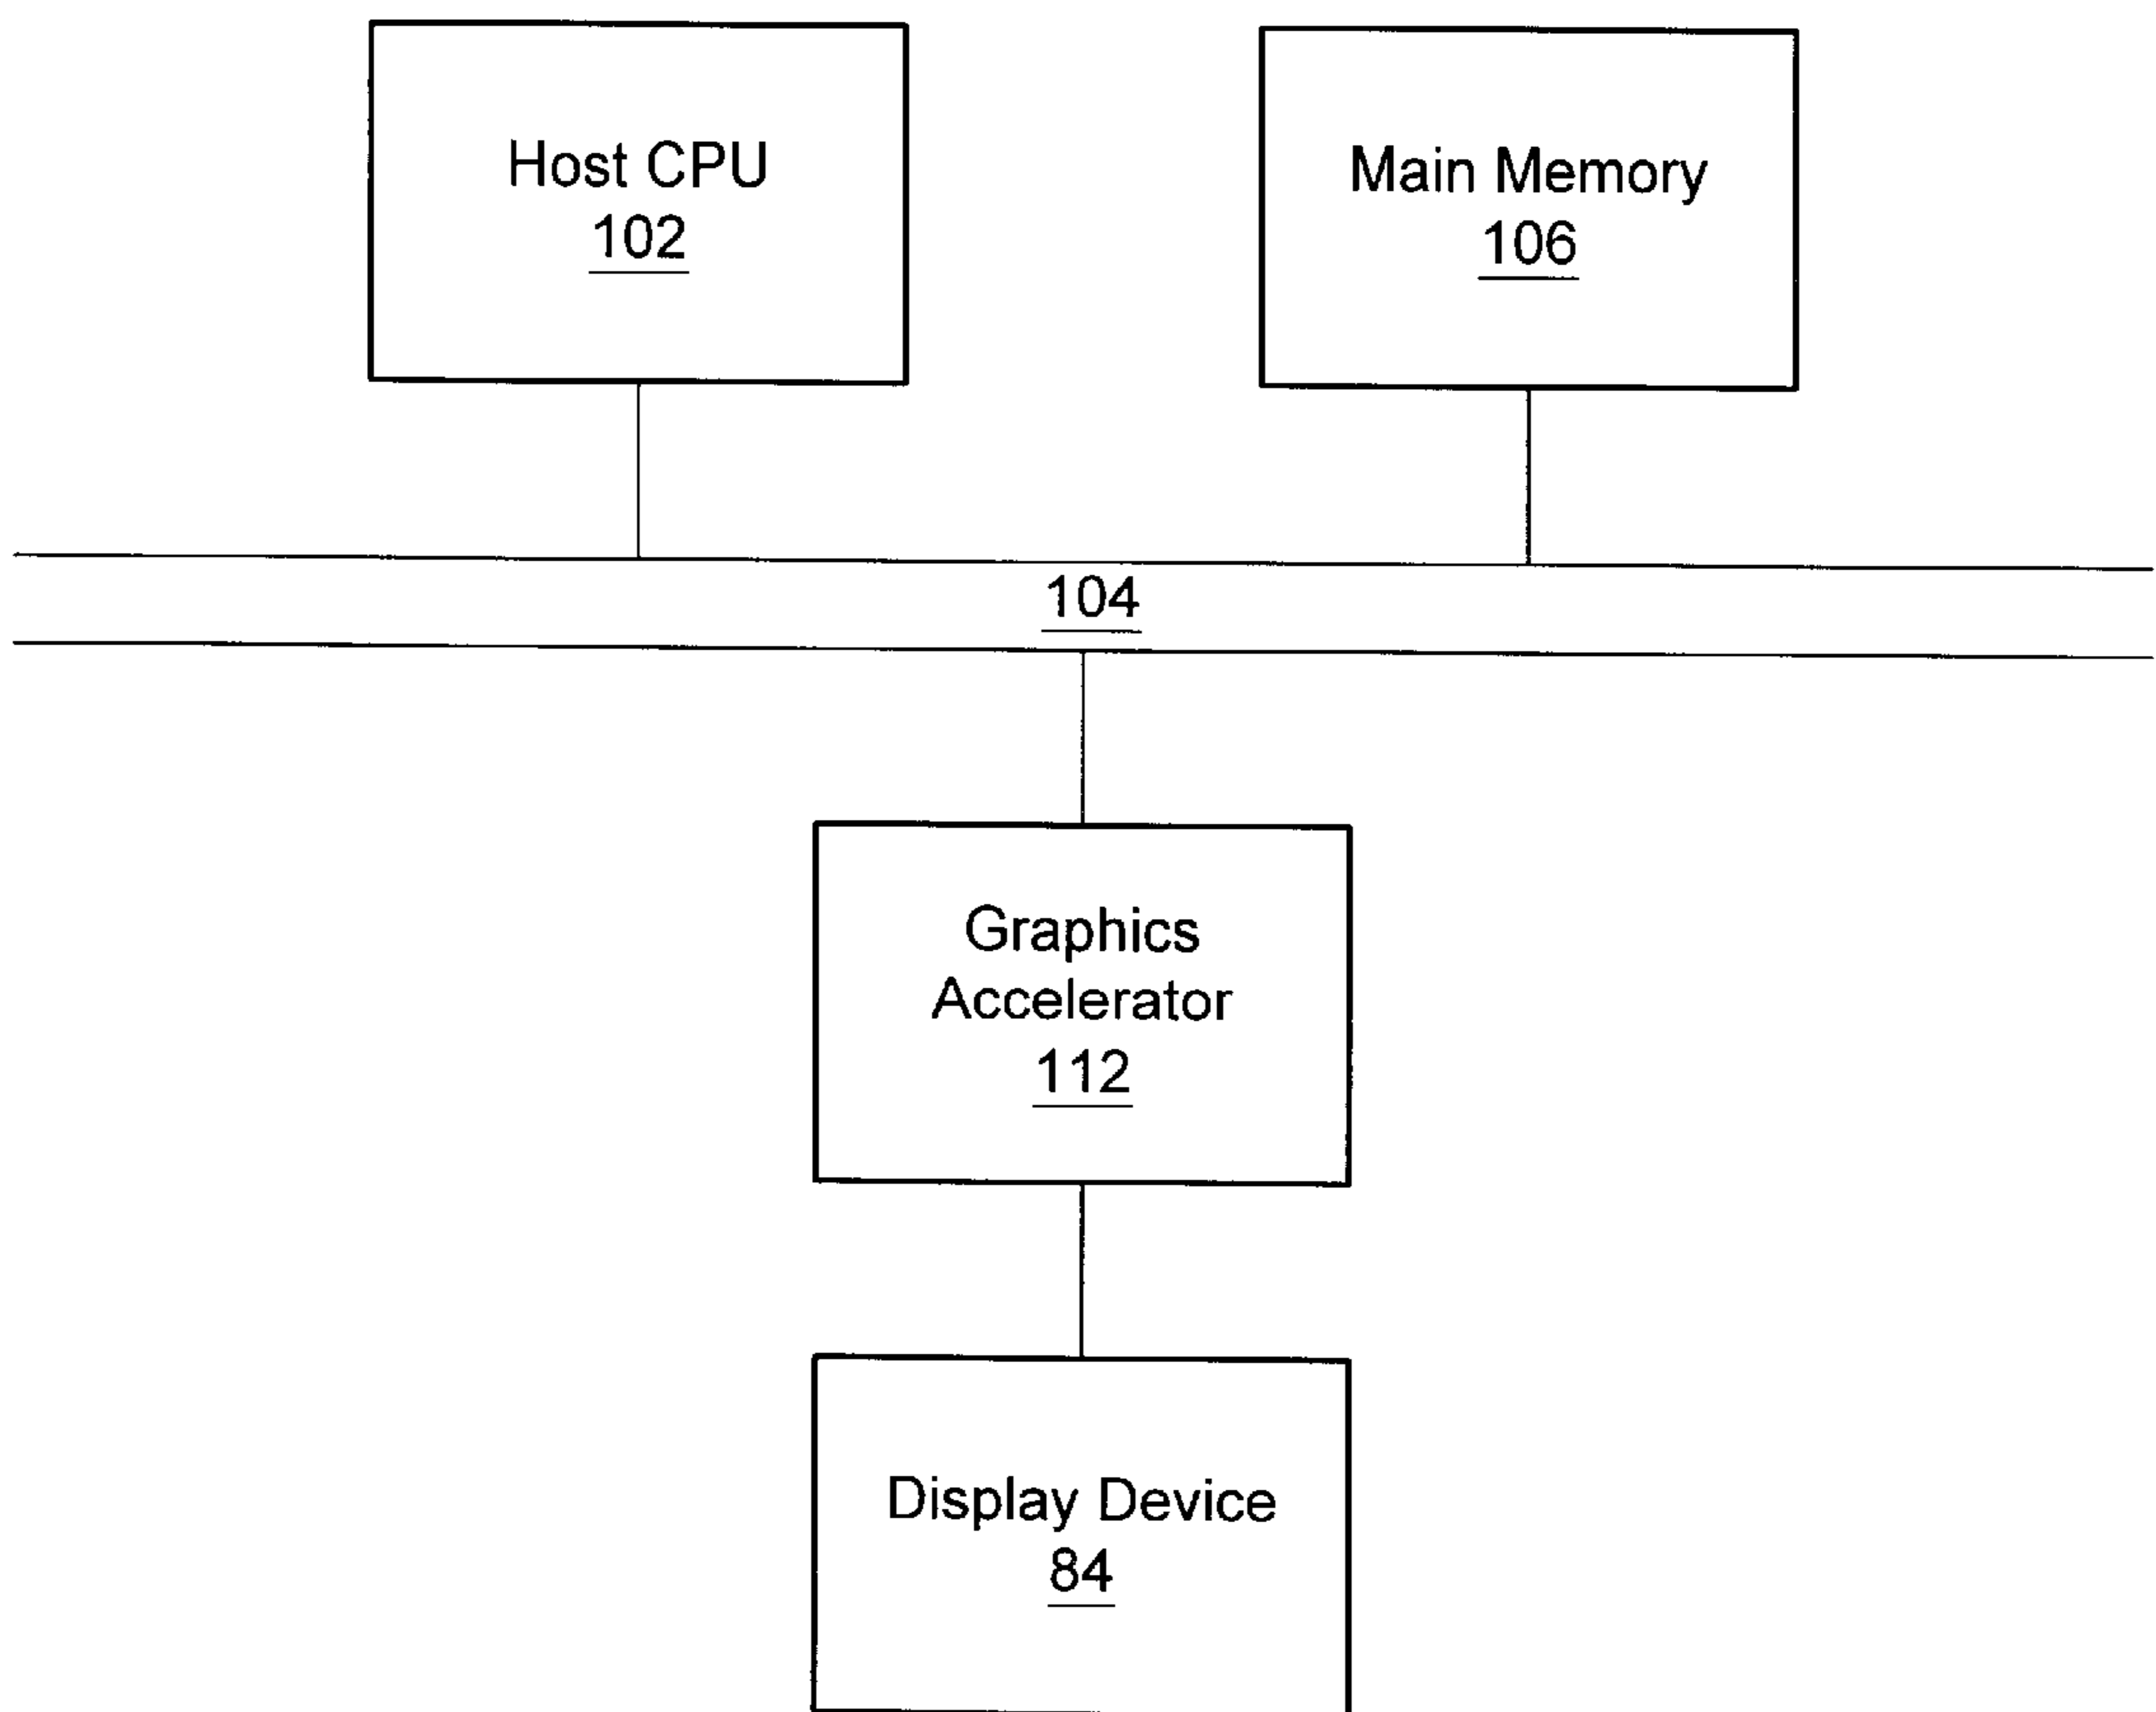 Host CPU
102
Main Memory
106
104
Graphics
Accelerator
112
Display Device
84